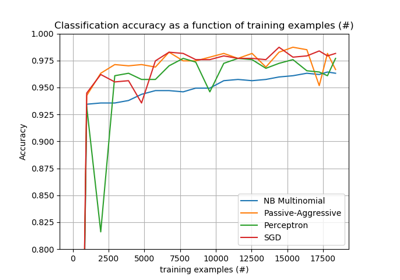 Classification accuracy as a function of training examples (#)
1.000
0.975
0.950
0.925
0.900
0.875
0.850
0.825
0.800
Accuracy
NB Multinomial
Passive-Aggressive
Perceptron
SGD
0 2500 5000 7500 10000 12500 15000 17500
training examples (#)